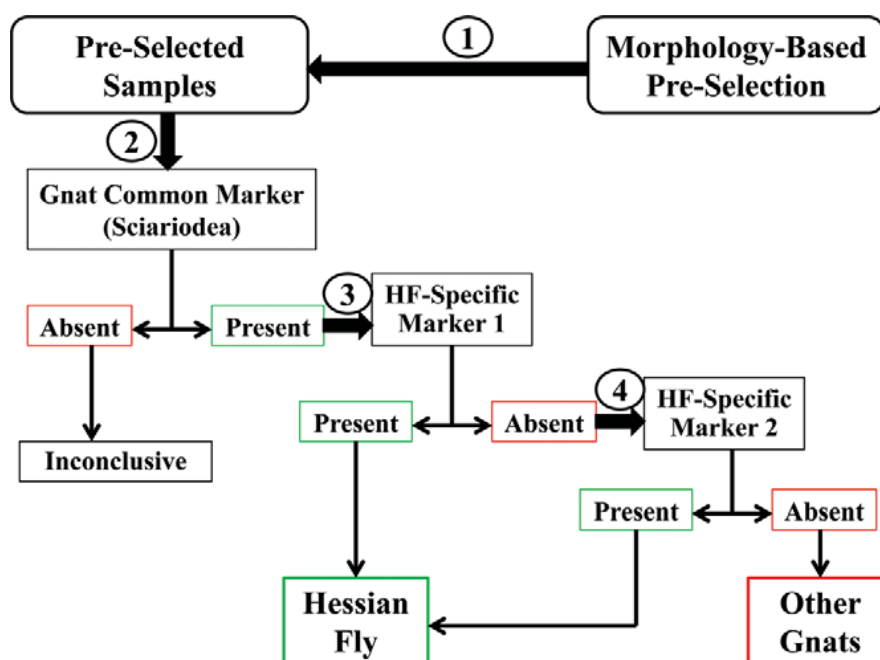 Pre-Selected
Samples
1
Morphology-Based
Pre-Selection
2
Gnat Common Marker
(Sciariodea)
Absent
Present
3
HF-Specific
Marker 1
Inconclusive
Present
Absent
4
HF-Specific
Marker 2
Present
Absent
Hessian
Fly
Other
Gnats